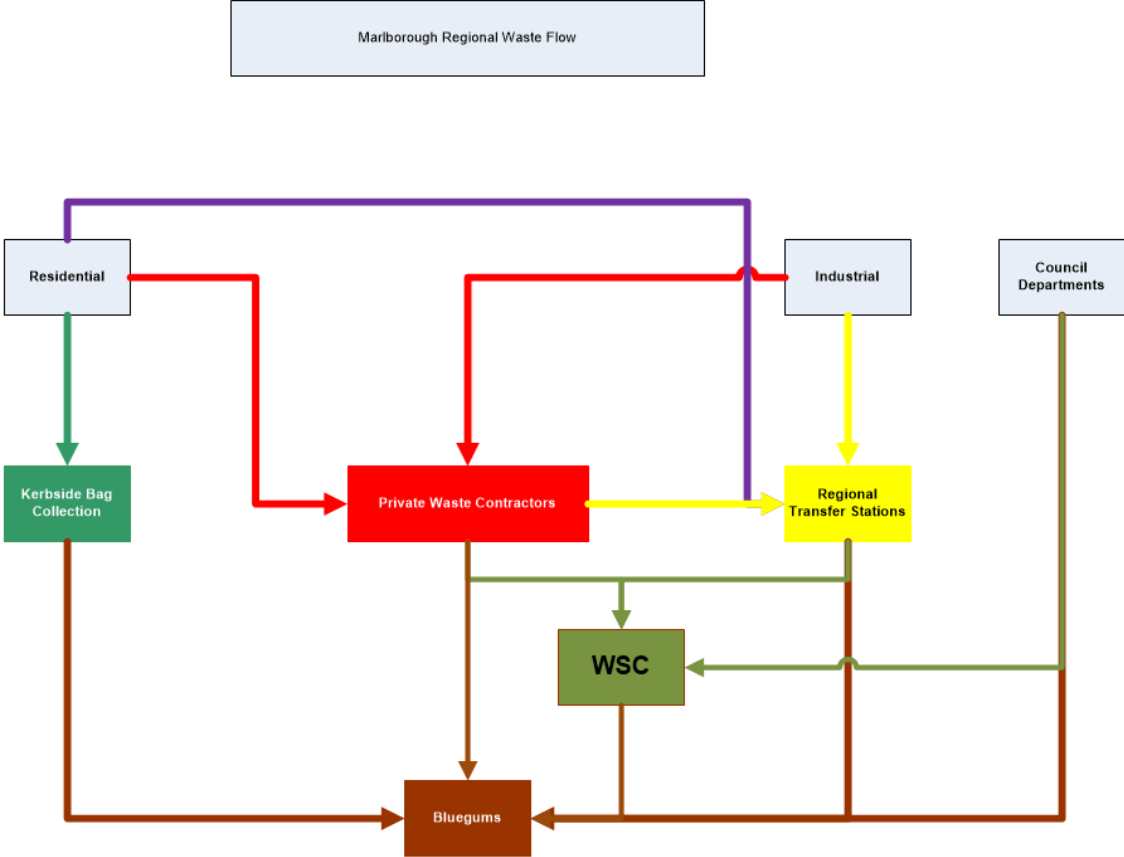 Marlborough Regional Waste Flow
Residential
Industrial
Council
Departments
Kerbside Bag
Collection
Private Waste Contractors
Regional
Transfer Stations
WSC
Bluegums